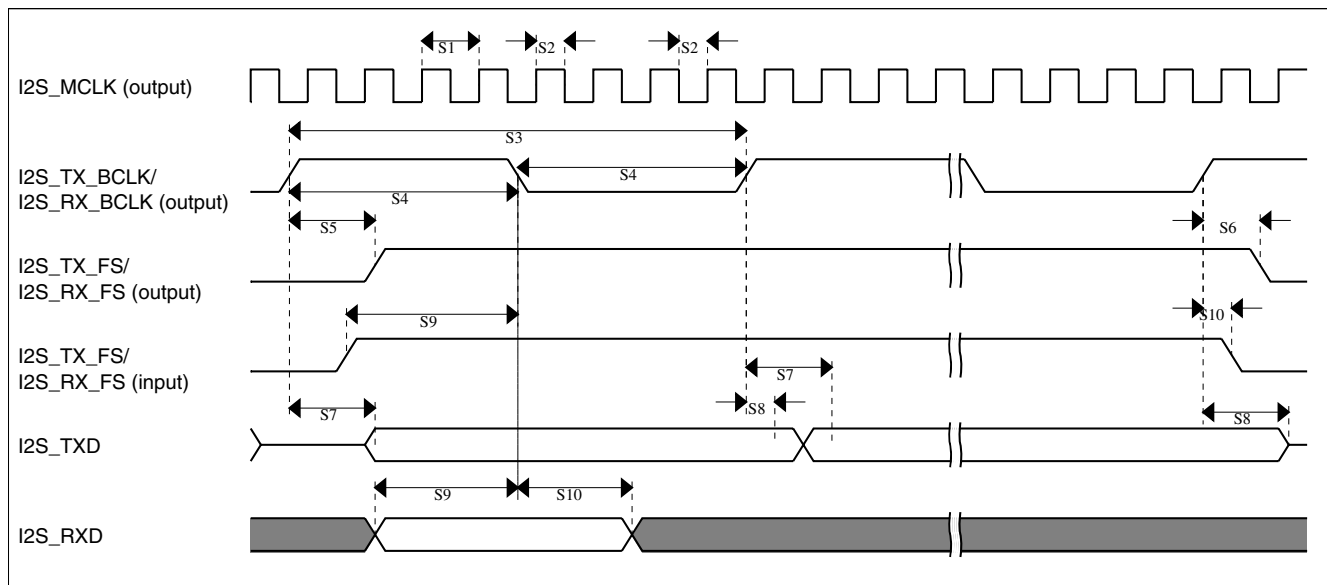 S1
S2
S2
I2S_MCLK (output)
S3
I2S_TX_BCLK/
I2S_RX_BCLK (output)
S4
S4
S5
S6
I2S_TX_FS/
I2S_RX_FS (output)
S9
S10
I2S_TX_FS/
I2S_RX_FS (input)
S7
S7
S8
S8
I2S_TXD
S9
S10
I2S_RXD